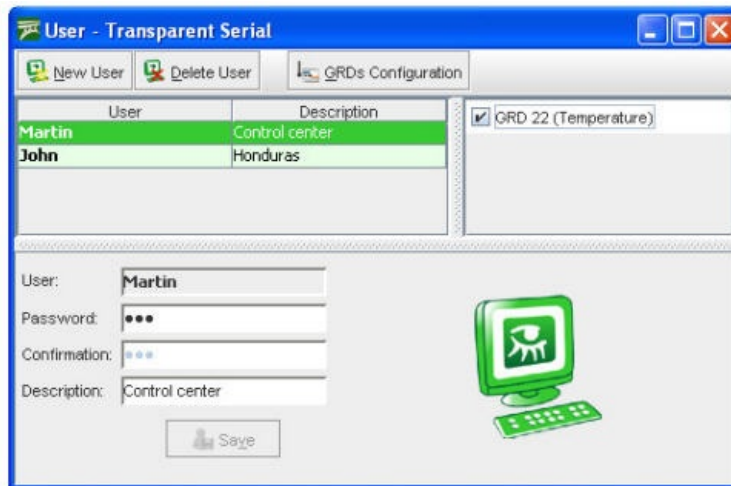 User - Transparent Serial
New User Delete User GRDs Configuration
User Description
Martin Control center
John Honduras
GRD 22 (Temperature)
User: Martin
Password: •••
Confirmation: •••
Description: Control center
Save